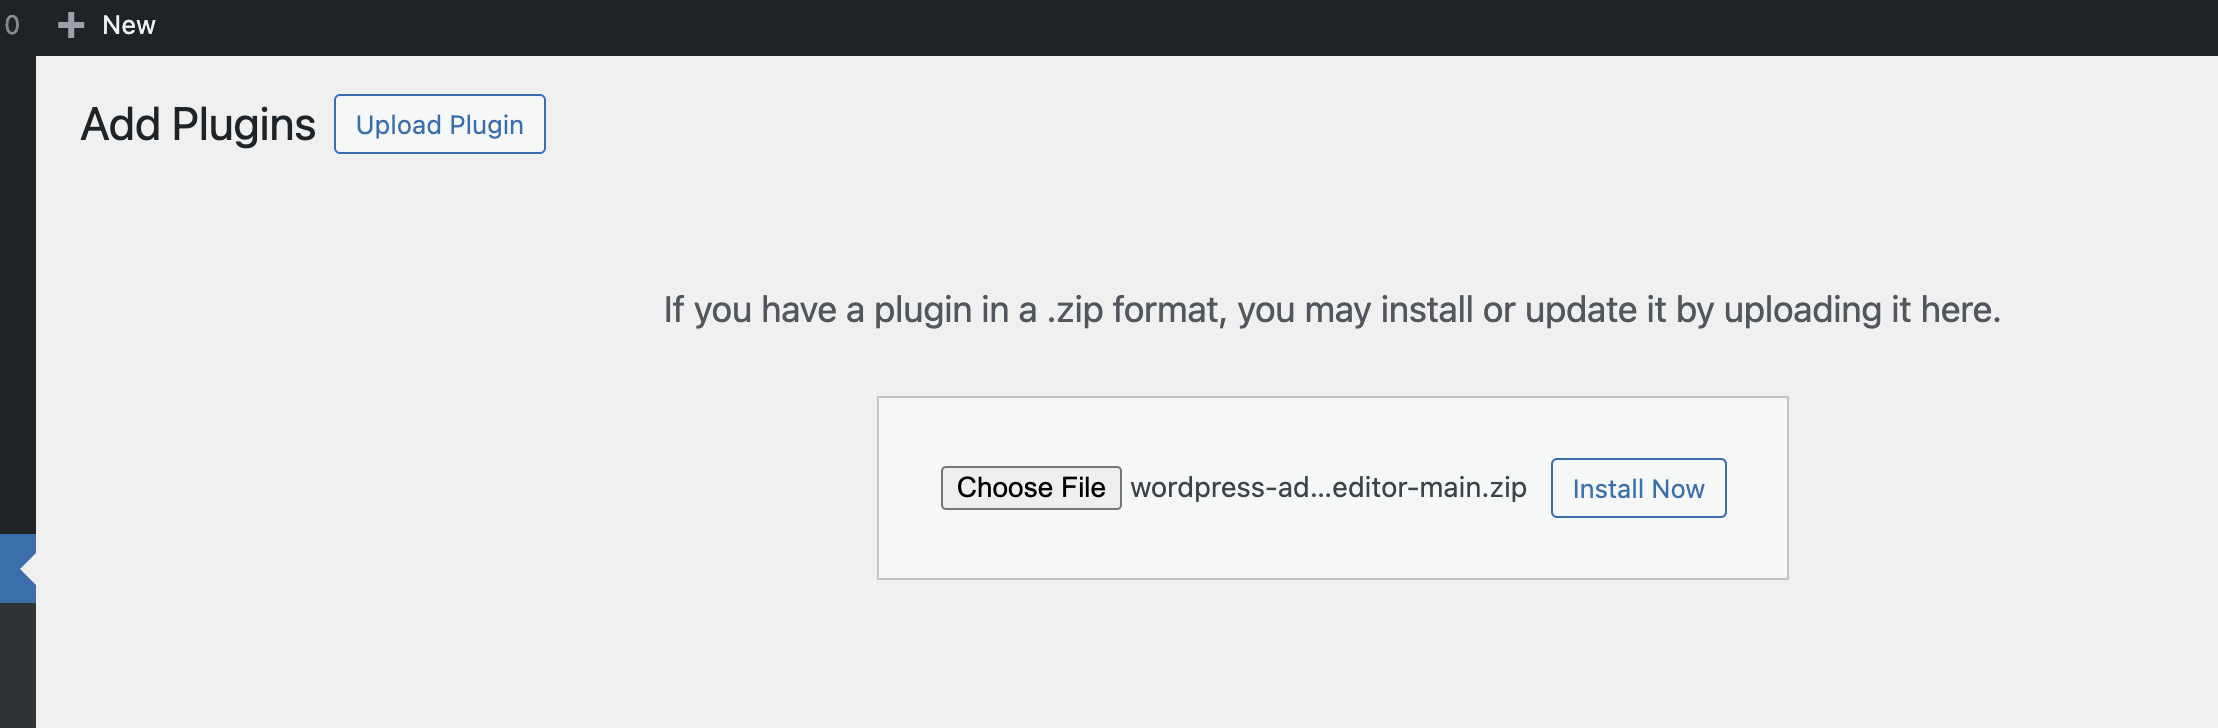 0 New
Add Plugins Upload Plugin
If you have a plugin in a .zip format, you may install or update it by uploading it here.
Choose File wordpress-ad...editor-main.zip Install Now